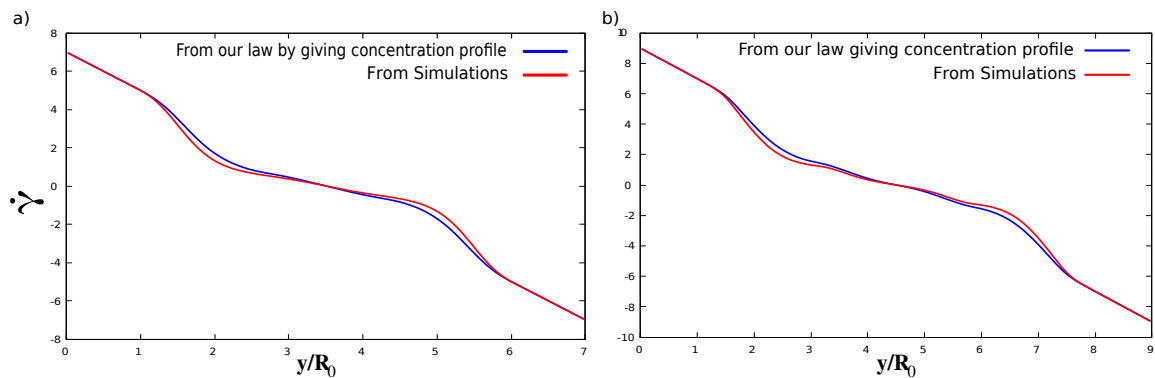 a)
From our law by giving concentration profile
From Simulations
8
6
4
2
0
-2
-4
-6
-8
γ̇
0 1 2 3 4 5 6 7
y/R0
b)
From our law giving concentration profile
From Simulations
10
8
6
4
2
0
-2
-4
-6
-8
-10
0 1 2 3 4 5 6 7 8 9
y/R0